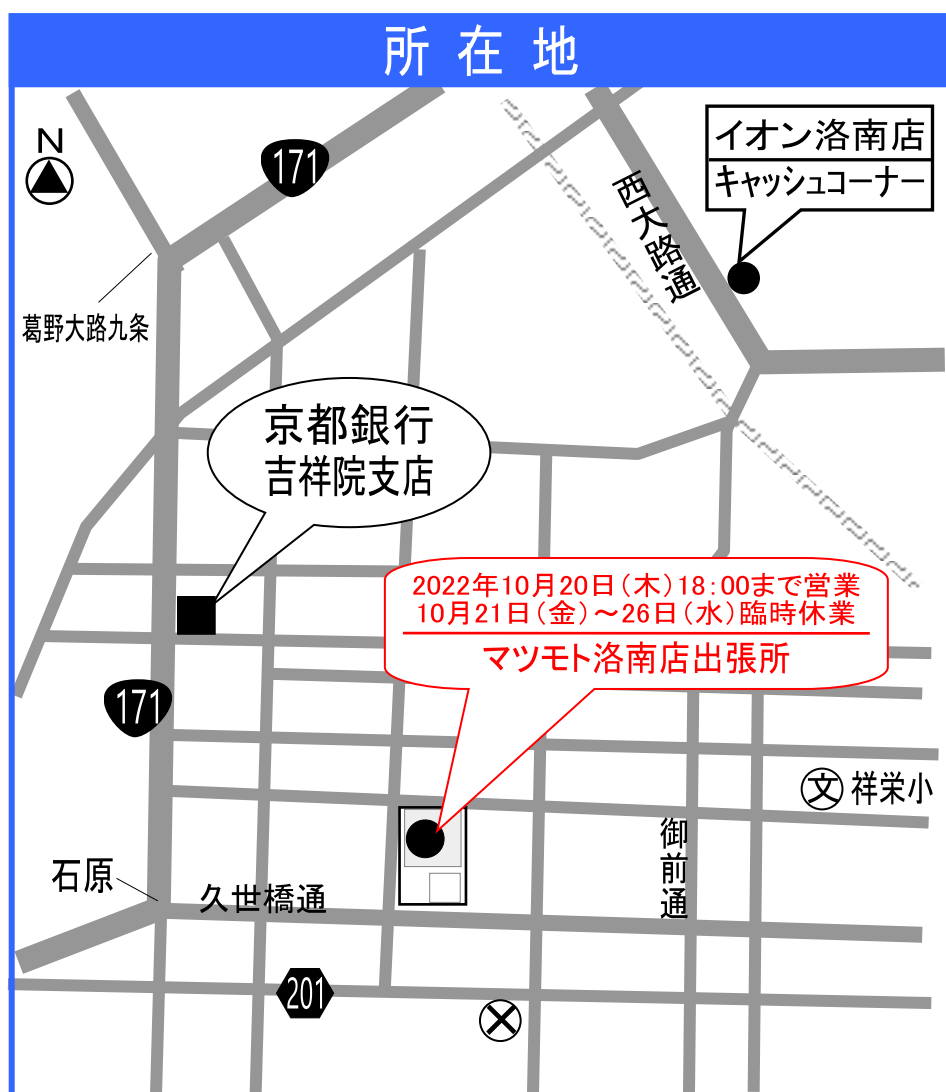 所在地
N
171
イオン洛南店
キャッシュコーナー
西大路通
葛野大路九条
京都銀行
吉祥院支店
2022年10月20日(木)18:00まで営業
10月21日(金)～26日(水)臨時休業
マツモト洛南店出張所
171
文 祥栄小
御前通
石原
久世橋通
201